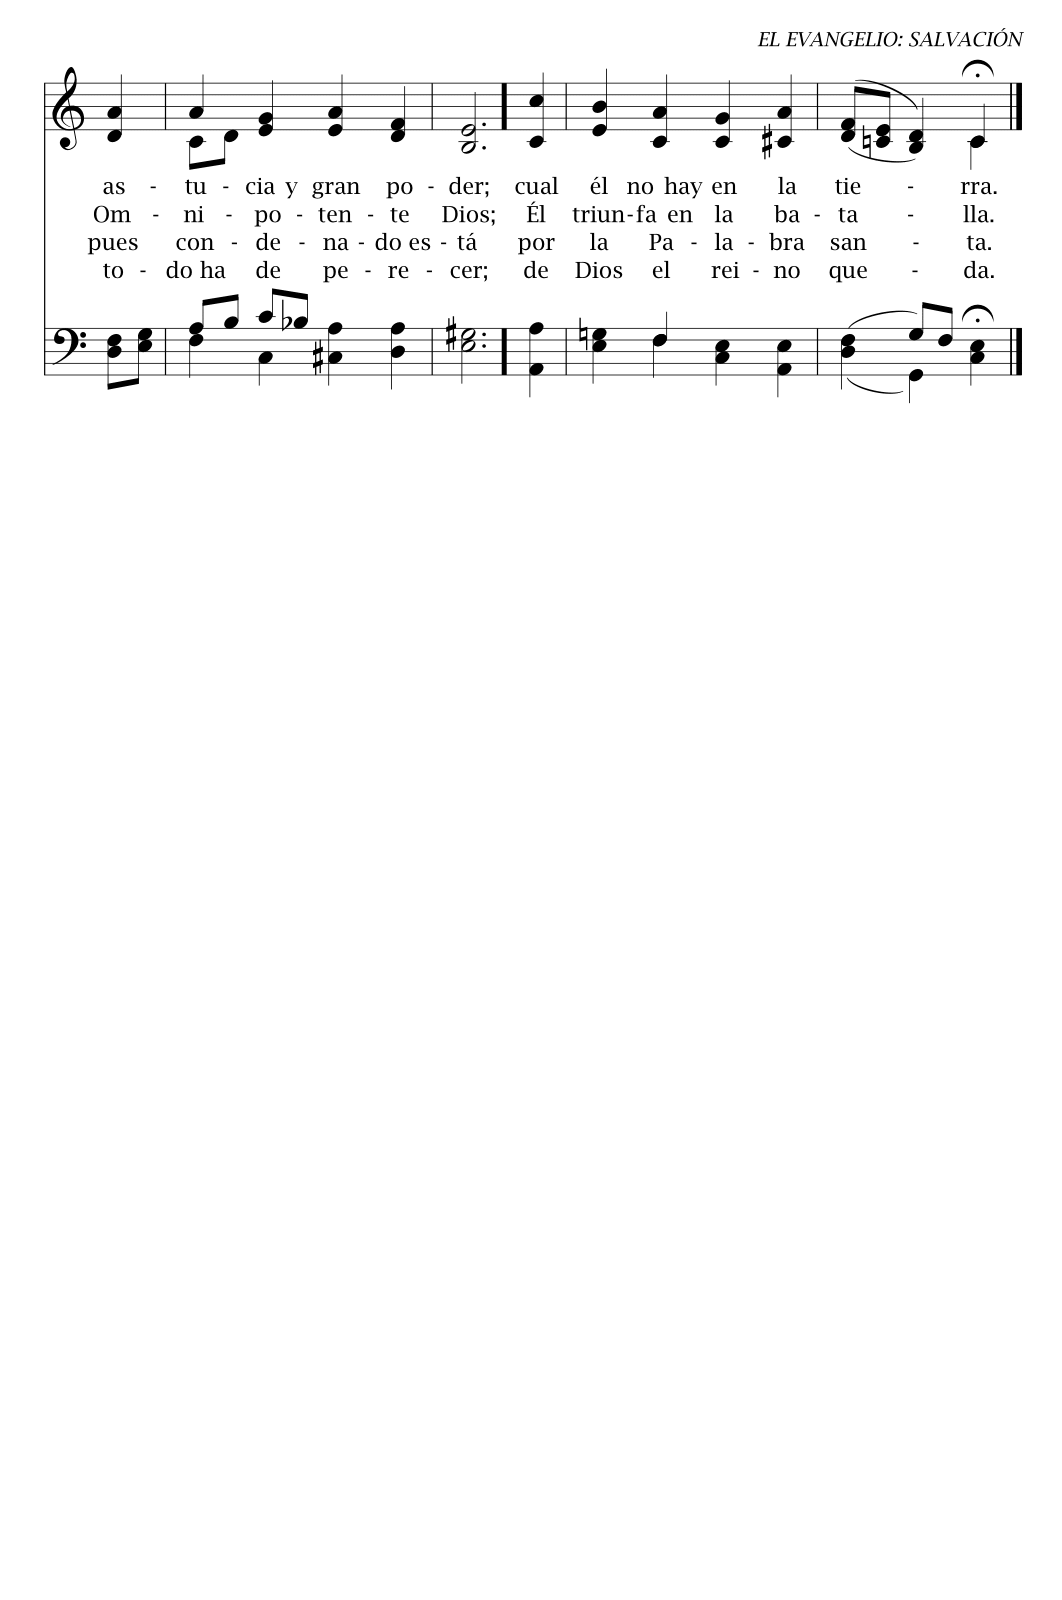 EL EVANGELIO: SALVACIÓN
as - tu - cia y gran po - der; cual él no hay en la tie - rra.
Om - ni - po - ten - te Dios; Él triun-fa en la ba - ta - lla.
pues con - de - na - do es - tá por la Pa - la - bra san - ta.
to - do ha de pe - re - cer; de Dios el rei - no que - da.